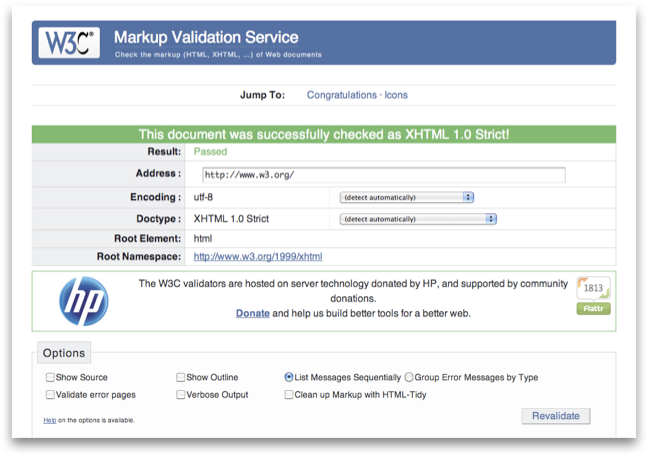 W3C®
Markup Validation Service
Check the markup (HTML, XHTML, ...) of Web documents
Jump To: Congratulations · Icons
This document was successfully checked as XHTML 1.0 Strict!
Result: Passed
Address : http://www.w3.org/
Encoding : utf-8 (detect automatically)
Doctype : XHTML 1.0 Strict (detect automatically)
Root Element: html
Root Namespace: http://www.w3.org/1999/xhtml
hp
The W3C validators are hosted on server technology donated by HP, and supported by community
donations.
Donate and help us build better tools for a better web.
1813
Flattr
Options
Show Source Show Outline List Messages Sequentially Group Error Messages by Type
Validate error pages Verbose Output Clean up Markup with HTML-Tidy
Help on the options is available.
Revalidate